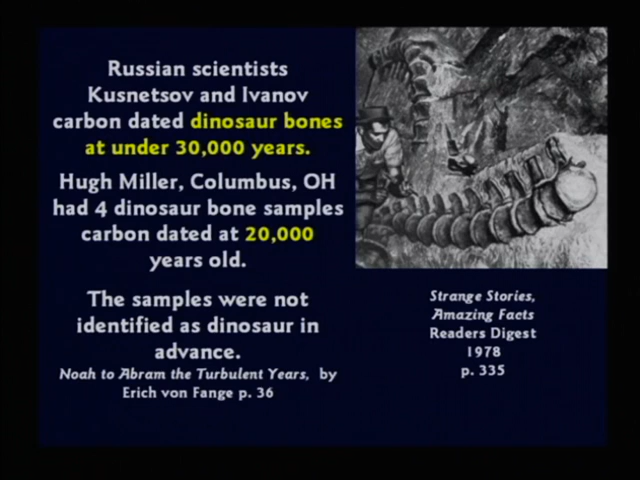 Russian scientists
Kusnetsov and Ivanov
carbon dated dinosaur bones
at under 30,000 years.
Hugh Miller, Columbus, OH
had 4 dinosaur bone samples
carbon dated at 20,000
years old.
The samples were not
identified as dinosaur in
advance.
Noah to Abram the Turbulent Years, by
Erich von Fange p. 36
Strange Stories,
Amazing Facts
Readers Digest
1978
p. 335